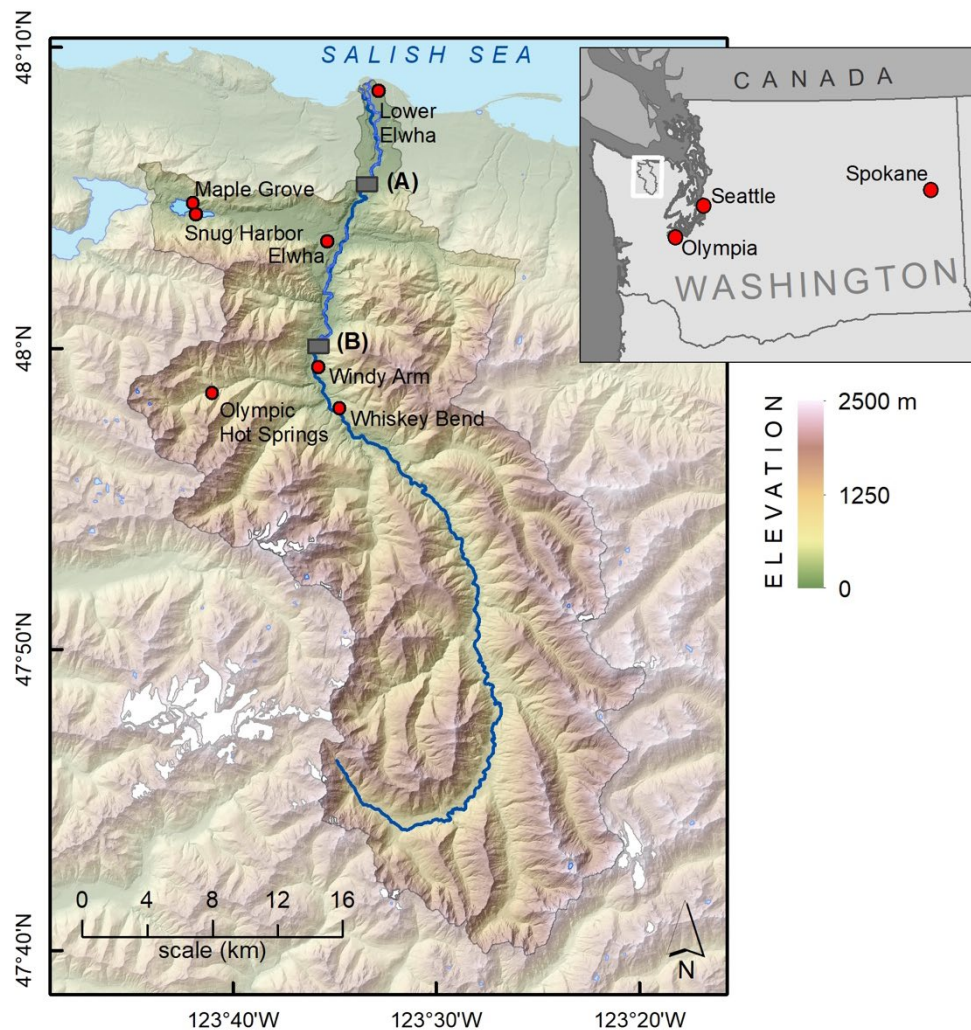 48°10'N
SALISH SEA
Lower
Elwha
(A)
Maple Grove
Snug Harbor
Elwha
48°N
(B)
Windy Arm
Olympic
Hot Springs
Whiskey Bend
47°50'N
0 4 8 12 16
scale (km)
N
47°40'N
123°40'W 123°30'W 123°20'W
CANADA
Spokane
Seattle
Olympia
WASHINGTON
ELEVATION
2500 m
1250
0